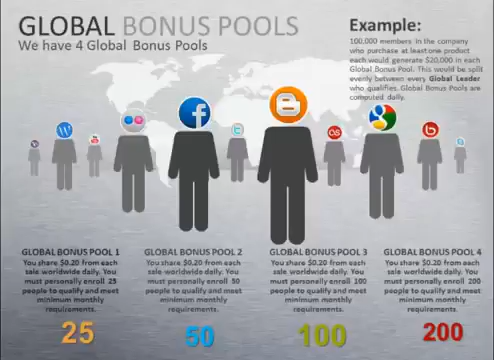 GLOBAL BONUS POOLS
We have 4 Global Bonus Pools
Example:
100,000 members in the company
who purchase at least one product
each would generate $20,000 in each
Global Bonus Pool. This would be split
evenly between every Global Leader
who qualifies. Global Bonus Pools are
computed daily.
GLOBAL BONUS POOL 1
You share $0.20 from each
sale worldwide daily. You
must personally enroll 25
people to qualify and meet
minimum monthly
requirements.
25
GLOBAL BONUS POOL 2
You share $0.20 from each
sale worldwide daily. You
must personally enroll 50
people to qualify and meet
minimum monthly
requirements.
50
GLOBAL BONUS POOL 3
You share $0.20 from each
sale worldwide daily. You
must personally enroll 100
people to qualify and meet
minimum monthly
requirements.
100
GLOBAL BONUS POOL 4
You share $0.20 from each
sale worldwide daily. You
must personally enroll 200
people to qualify and meet
minimum monthly
requirements.
200